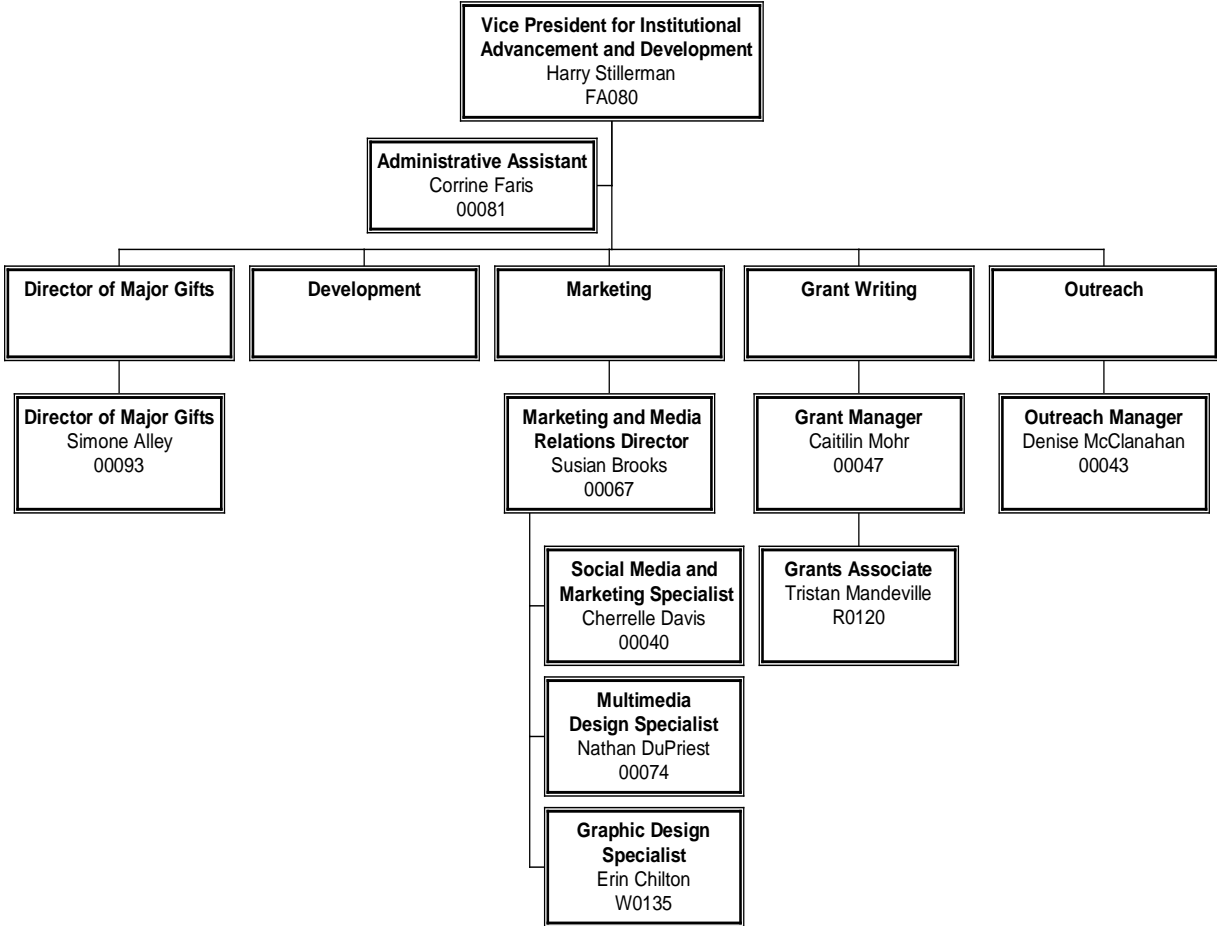 Vice President for Institutional
Advancement and Development
Harry Stillerman
FA080
Administrative Assistant
Corrine Faris
00081
Director of Major Gifts
Development
Marketing
Grant Writing
Outreach
Director of Major Gifts
Simone Alley
00093
Marketing and Media
Relations Director
Susian Brooks
00067
Grant Manager
Caitilin Mohr
00047
Outreach Manager
Denise McClanahan
00043
Social Media and
Marketing Specialist
Cherrelle Davis
00040
Grants Associate
Tristan Mandeville
R0120
Multimedia
Design Specialist
Nathan DuPriest
00074
Graphic Design
Specialist
Erin Chilton
W0135